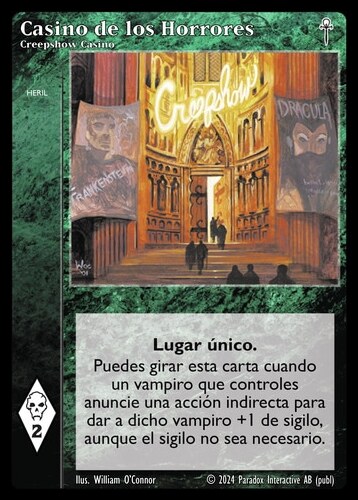 Casino de los Horrores
Creepshow Casino
HERIL
Creepshow
DRACULA
FRANKENSTEIN
Lugar único.
Puedes girar esta carta cuando
un vampiro que controles
anuncie una acción indirecta para
dar a dicho vampiro +1 de sigilo,
aunque el sigilo no sea necesario.
2
Ilus. William O'Connor
© 2024 Paradox Interactive AB (publ)